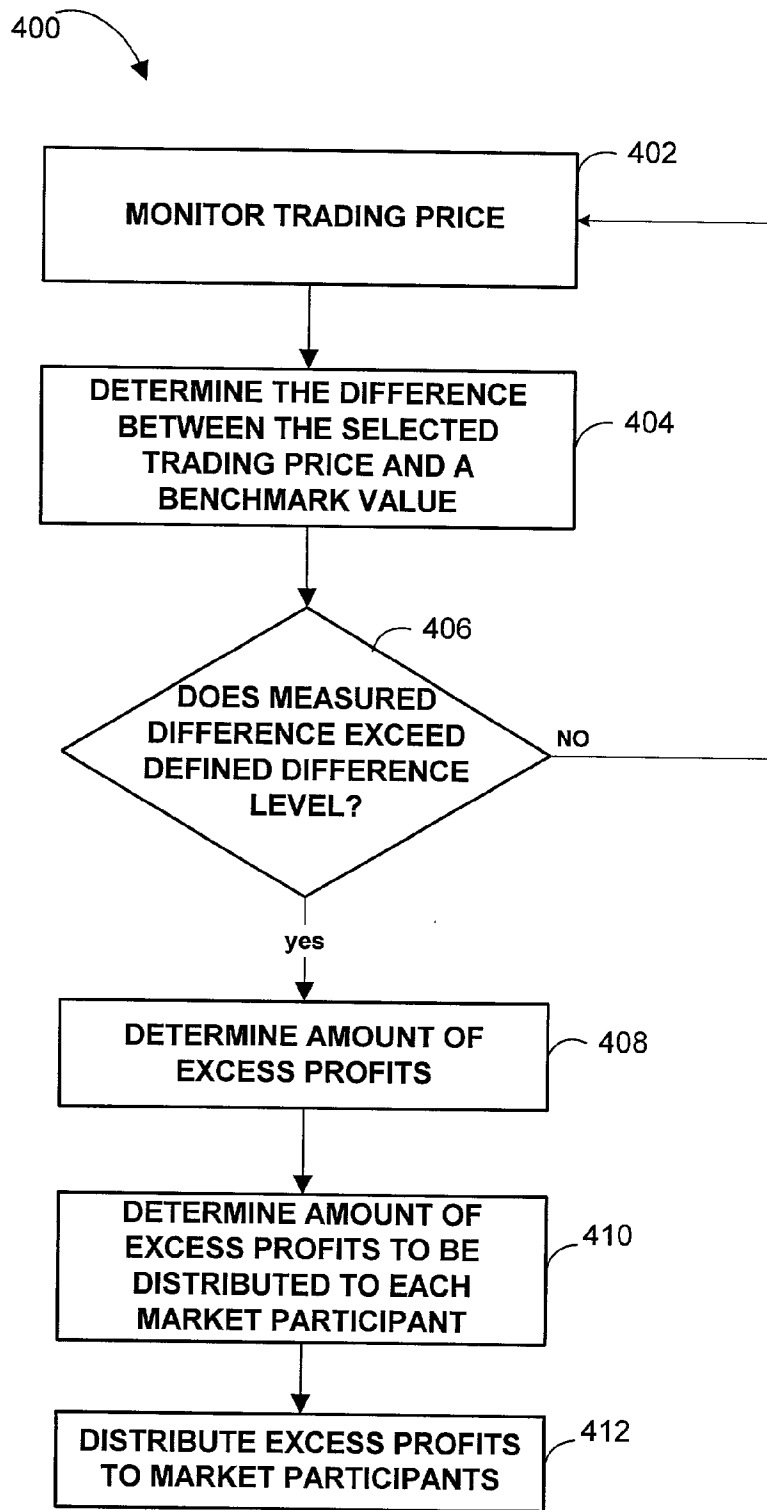 400
402
MONITOR TRADING PRICE
DETERMINE THE DIFFERENCE
BETWEEN THE SELECTED
TRADING PRICE AND A
BENCHMARK VALUE
404
406
DOES MEASURED
DIFFERENCE EXCEED
DEFINED DIFFERENCE
LEVEL?
NO
yes
DETERMINE AMOUNT OF
EXCESS PROFITS
408
DETERMINE AMOUNT OF
EXCESS PROFITS TO BE
DISTRIBUTED TO EACH
MARKET PARTICIPANT
410
DISTRIBUTE EXCESS PROFITS
TO MARKET PARTICIPANTS
412